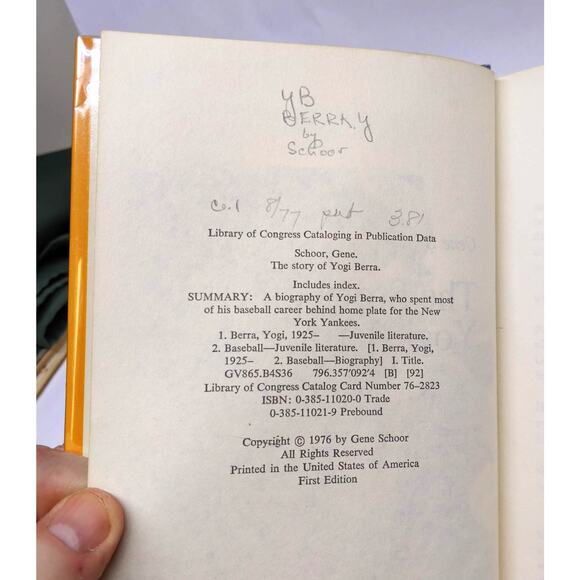 YB
BERRA.Y
by
Schoor
8/77 3.81
Library of Congress Cataloging in Publication Data
Schoor, Gene.
The story of Yogi Berra.
Includes index.
SUMMARY: A biography of Yogi Berra, who spent most
of his baseball career behind home plate for the New
York Yankees.
1. Berra, Yogi, 1925– —Juvenile literature.
2. Baseball—Juvenile literature. [1. Berra, Yogi,
1925– 2. Baseball—Biography] I. Title.
GV865.B4S36 796.357′092′4 [B] [92]
Library of Congress Catalog Card Number 76–2823
ISBN: 0-385-11020-0 Trade
0-385-11021-9 Prebound
Copyright © 1976 by Gene Schoor
All Rights Reserved
Printed in the United States of America
First Edition